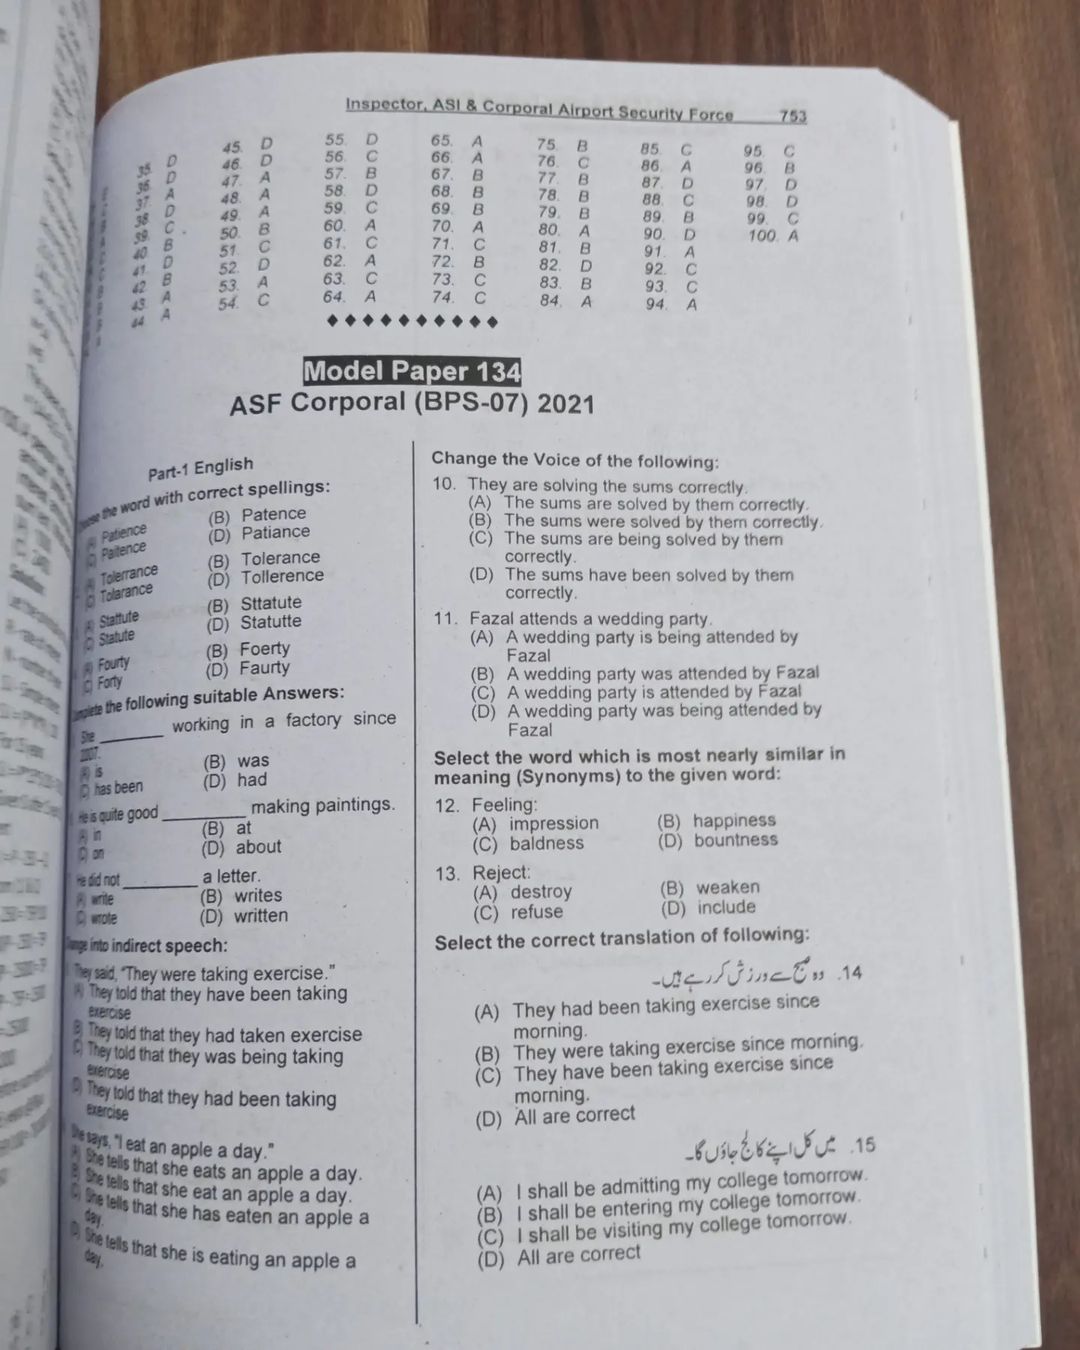 Inspector, ASI & Corporal Airport Security Force 753
35. D
36. D
37. A
38. D
39. C
40. B
41. D
42. B
43. A
44. A
45. D
46. D
47. A
48. A
49. A
50. B
51. C
52. D
53. A
54. C
55. D
56. C
57. B
58. D
59. C
60. A
61. C
62. A
63. C
64. A
65. A
66. A
67. B
68. B
69. B
70. A
71. C
72. B
73. C
74. C
75. B
76. C
77. B
78. B
79. B
80. A
81. B
82. D
83. B
84. A
85. C
86. A
87. D
88. C
89. B
90. D
91. A
92. C
93. C
94. A
95. C
96. B
97. D
98. D
99. C
100. A
Model Paper 134
ASF Corporal (BPS-07) 2021
Part-1 English
the word with correct spellings:
Patience (B) Patence
Paitence (D) Patiance
Tolerrance (B) Tolerance
Tolarance (D) Tollerence
Stattute (B) Sttatute
Statute (D) Statutte
Fourty (B) Foerty
Forty (D) Faurty
the following suitable Answers:
She ________ working in a factory since
2007.
is (B) was
has been (D) had
He is quite good ________ making paintings.
in (B) at
on (D) about
He did not ________ a letter.
write (B) writes
wrote (D) written
into indirect speech:
They said, "They were taking exercise."
They told that they have been taking
exercise
They told that they had taken exercise
They told that they was being taking
exercise
They told that they had been taking
exercise
She says, "I eat an apple a day."
She tells that she eats an apple a day.
She tells that she eat an apple a day.
She tells that she has eaten an apple a
day.
She tells that she is eating an apple a
day.
Change the Voice of the following:
10. They are solving the sums correctly.
(A) The sums are solved by them correctly.
(B) The sums were solved by them correctly.
(C) The sums are being solved by them
correctly.
(D) The sums have been solved by them
correctly.
11. Fazal attends a wedding party.
(A) A wedding party is being attended by
Fazal
(B) A wedding party was attended by Fazal
(C) A wedding party is attended by Fazal
(D) A wedding party was being attended by
Fazal
Select the word which is most nearly similar in
meaning (Synonyms) to the given word:
12. Feeling:
(A) impression (B) happiness
(C) baldness (D) bountness
13. Reject:
(A) destroy (B) weaken
(C) refuse (D) include
Select the correct translation of following:
14. وہ صبح سے ورزش کر رہے ہیں۔
(A) They had been taking exercise since
morning.
(B) They were taking exercise since morning.
(C) They have been taking exercise since
morning.
(D) All are correct
15. میں کل اپنے کالج جاؤں گا۔
(A) I shall be admitting my college tomorrow.
(B) I shall be entering my college tomorrow.
(C) I shall be visiting my college tomorrow.
(D) All are correct